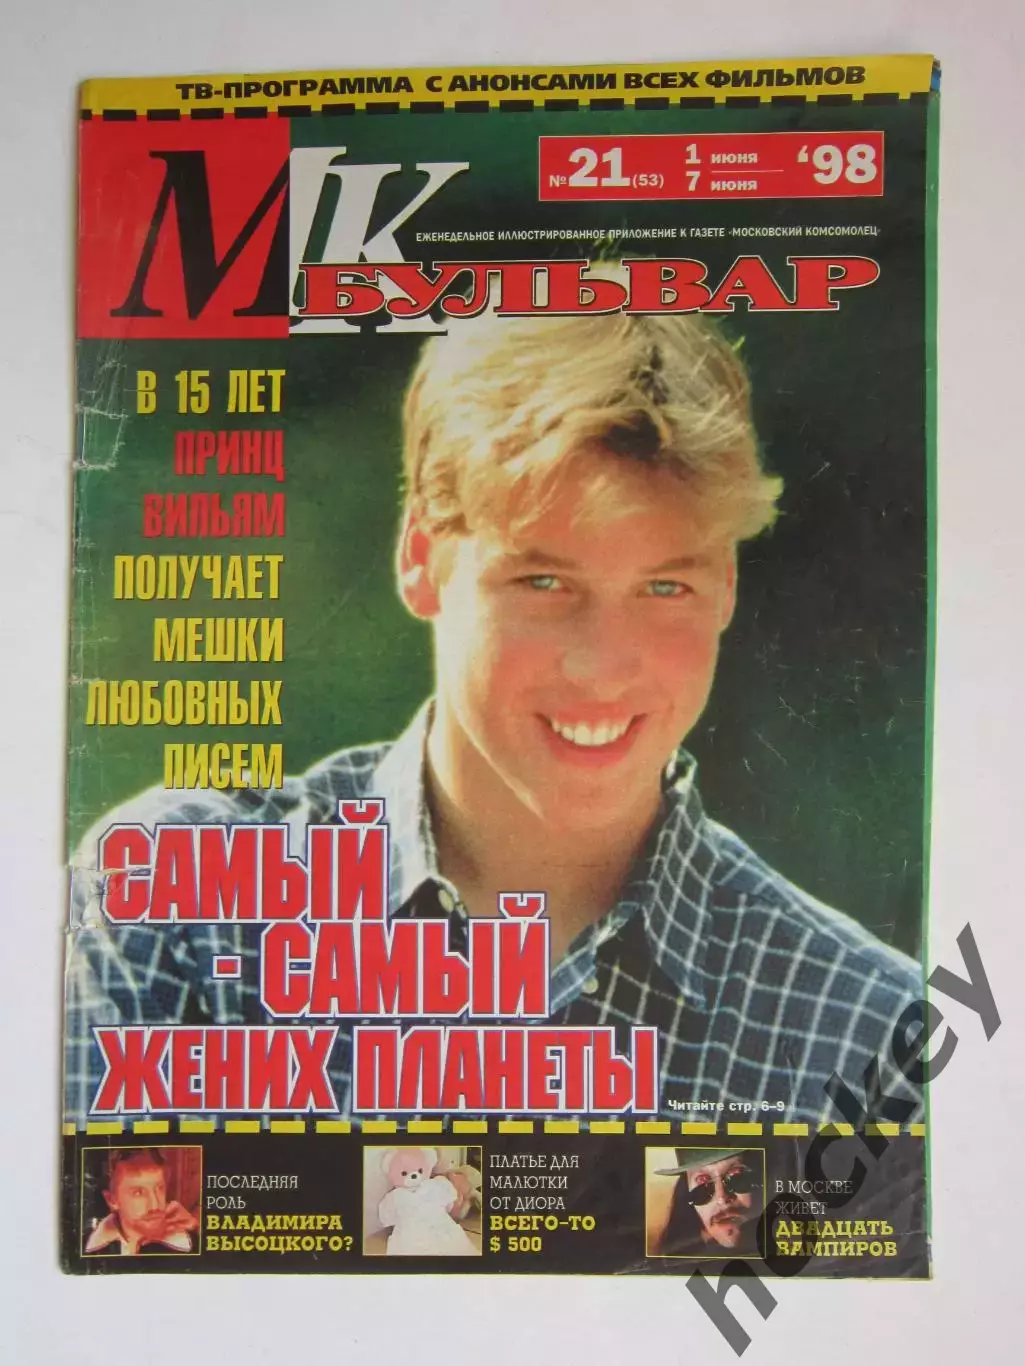 ТВ-ПРОГРАММА С АНОНСАМИ ВСЕХ ФИЛЬМОВ
МК
№21(53) 1 июня 7 июня ‘98
ЕЖЕНЕДЕЛЬНОЕ ИЛЛЮСТРИРОВАННОЕ ПРИЛОЖЕНИЕ К ГАЗЕТЕ «МОСКОВСКИЙ КОМСОМОЛЕЦ»
БУЛЬВАР
В 15 ЛЕТ
ПРИНЦ
ВИЛЬЯМ
ПОЛУЧАЕТ
МЕШКИ
ЛЮБОВНЫХ
ПИСЕМ
САМЫЙ
- САМЫЙ
ЖЕНИХ ПЛАНЕТЫ
Читайте стр. 6–9
ПОСЛЕДНЯЯ
РОЛЬ
ВЛАДИМИРА
ВЫСОЦКОГО?
ПЛАТЬЕ ДЛЯ
МАЛЮТКИ
ОТ ДИОРА
ВСЕГО-ТО
$ 500
В МОСКВЕ
ЖИВЕТ
ДВАДЦАТЬ
ВАМПИРОВ
hockey